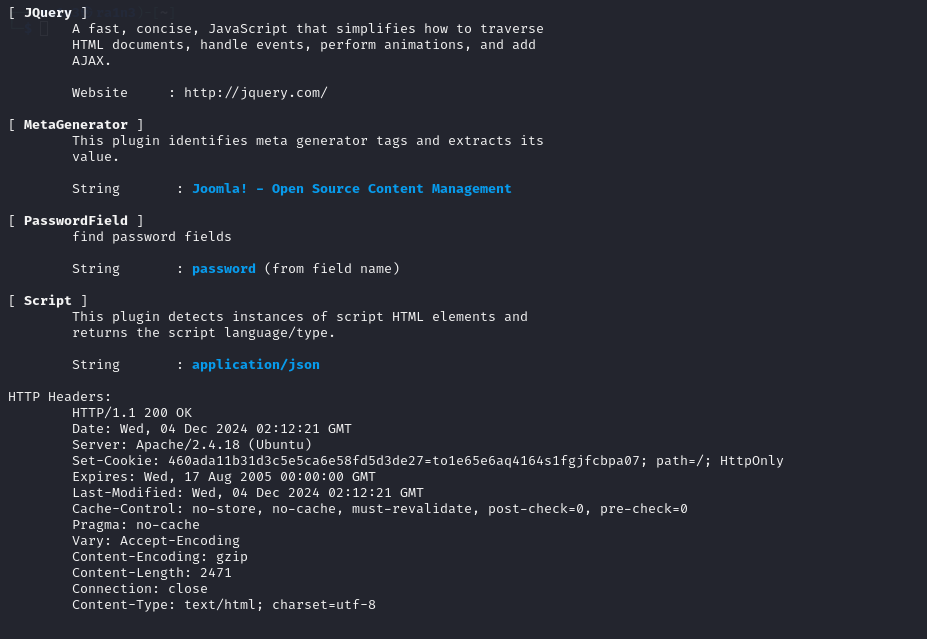 [ JQuery ]
A fast, concise, JavaScript that simplifies how to traverse
HTML documents, handle events, perform animations, and add
AJAX.
Website     : http://jquery.com/
[ MetaGenerator ]
This plugin identifies meta generator tags and extracts its
value.
String       : Joomla! - Open Source Content Management
[ PasswordField ]
find password fields
String       : password (from field name)
[ Script ]
This plugin detects instances of script HTML elements and
returns the script language/type.
String       : application/json
HTTP Headers:
HTTP/1.1 200 OK
Date: Wed, 04 Dec 2024 02:12:21 GMT
Server: Apache/2.4.18 (Ubuntu)
Set-Cookie: 460ada11b31d3c5e5ca6e58fd5d3de27=to1e65e6aq4164s1fgjfcbpa07; path=/; HttpOnly
Expires: Wed, 17 Aug 2005 00:00:00 GMT
Last-Modified: Wed, 04 Dec 2024 02:12:21 GMT
Cache-Control: no-store, no-cache, must-revalidate, post-check=0, pre-check=0
Pragma: no-cache
Vary: Accept-Encoding
Content-Encoding: gzip
Content-Length: 2471
Connection: close
Content-Type: text/html; charset=utf-8